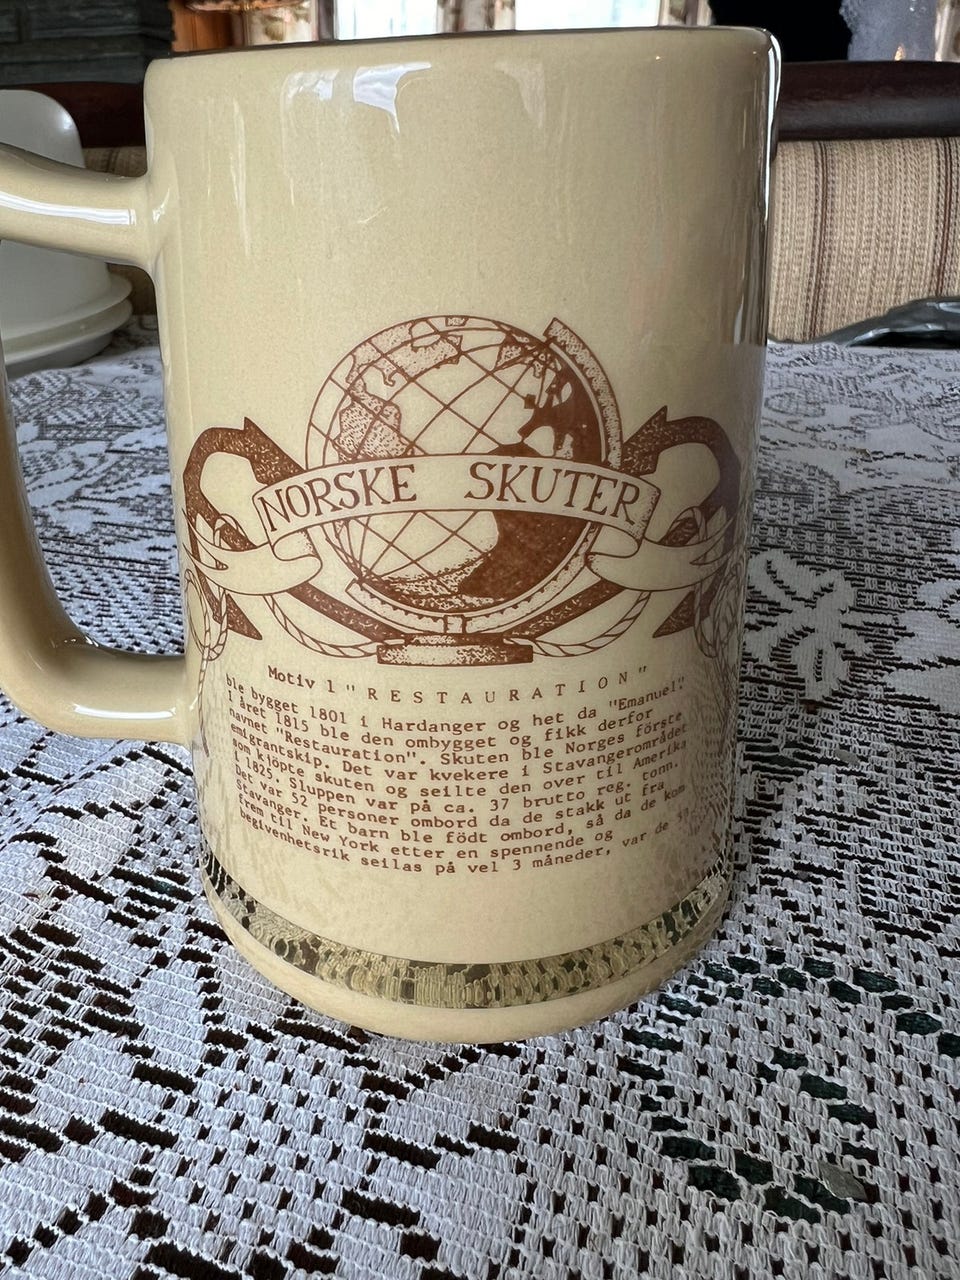 NORSKE SKUTER
Motiv 1 "RESTAURATION"
ble bygget 1801 i Hardanger og het da "Emanuel".
I året 1815 ble den ombygget og fikk derfor
navnet "Restauration". Skuten ble Norges förste
emigrantskip. Det var kvekere i Stavangerområdet
som kjöpte skuten og seilte den over til Amerika
i 1825. Sluppen var på ca. 37 brutto reg. tonn.
Det var 52 personer ombord da de stakk ut fra
Stavanger. Et barn ble födt ombord, så da de kom
frem til New York etter en spennende og
begivenhetsrik seilas på vel 3 måneder, var de